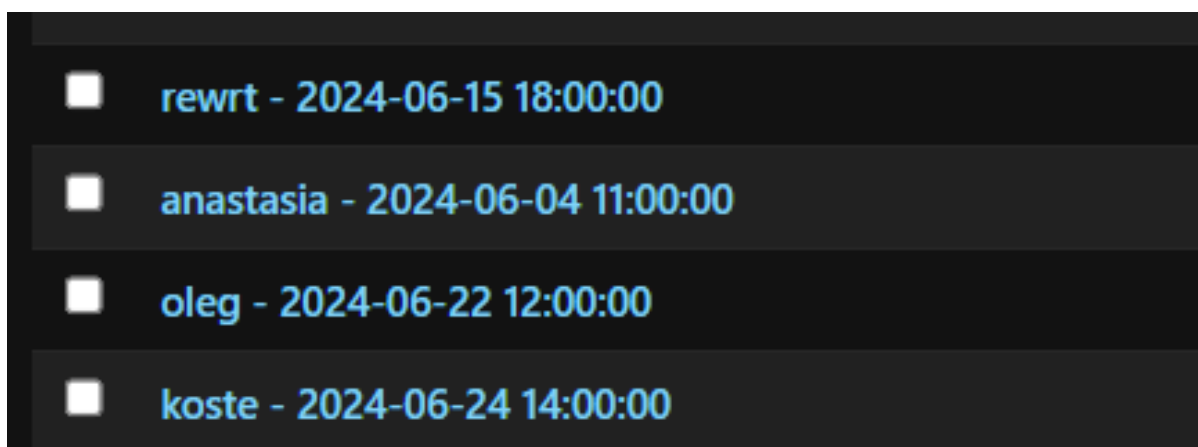 rewrt - 2024-06-15 18:00:00
anastasia - 2024-06-04 11:00:00
oleg - 2024-06-22 12:00:00
koste - 2024-06-24 14:00:00